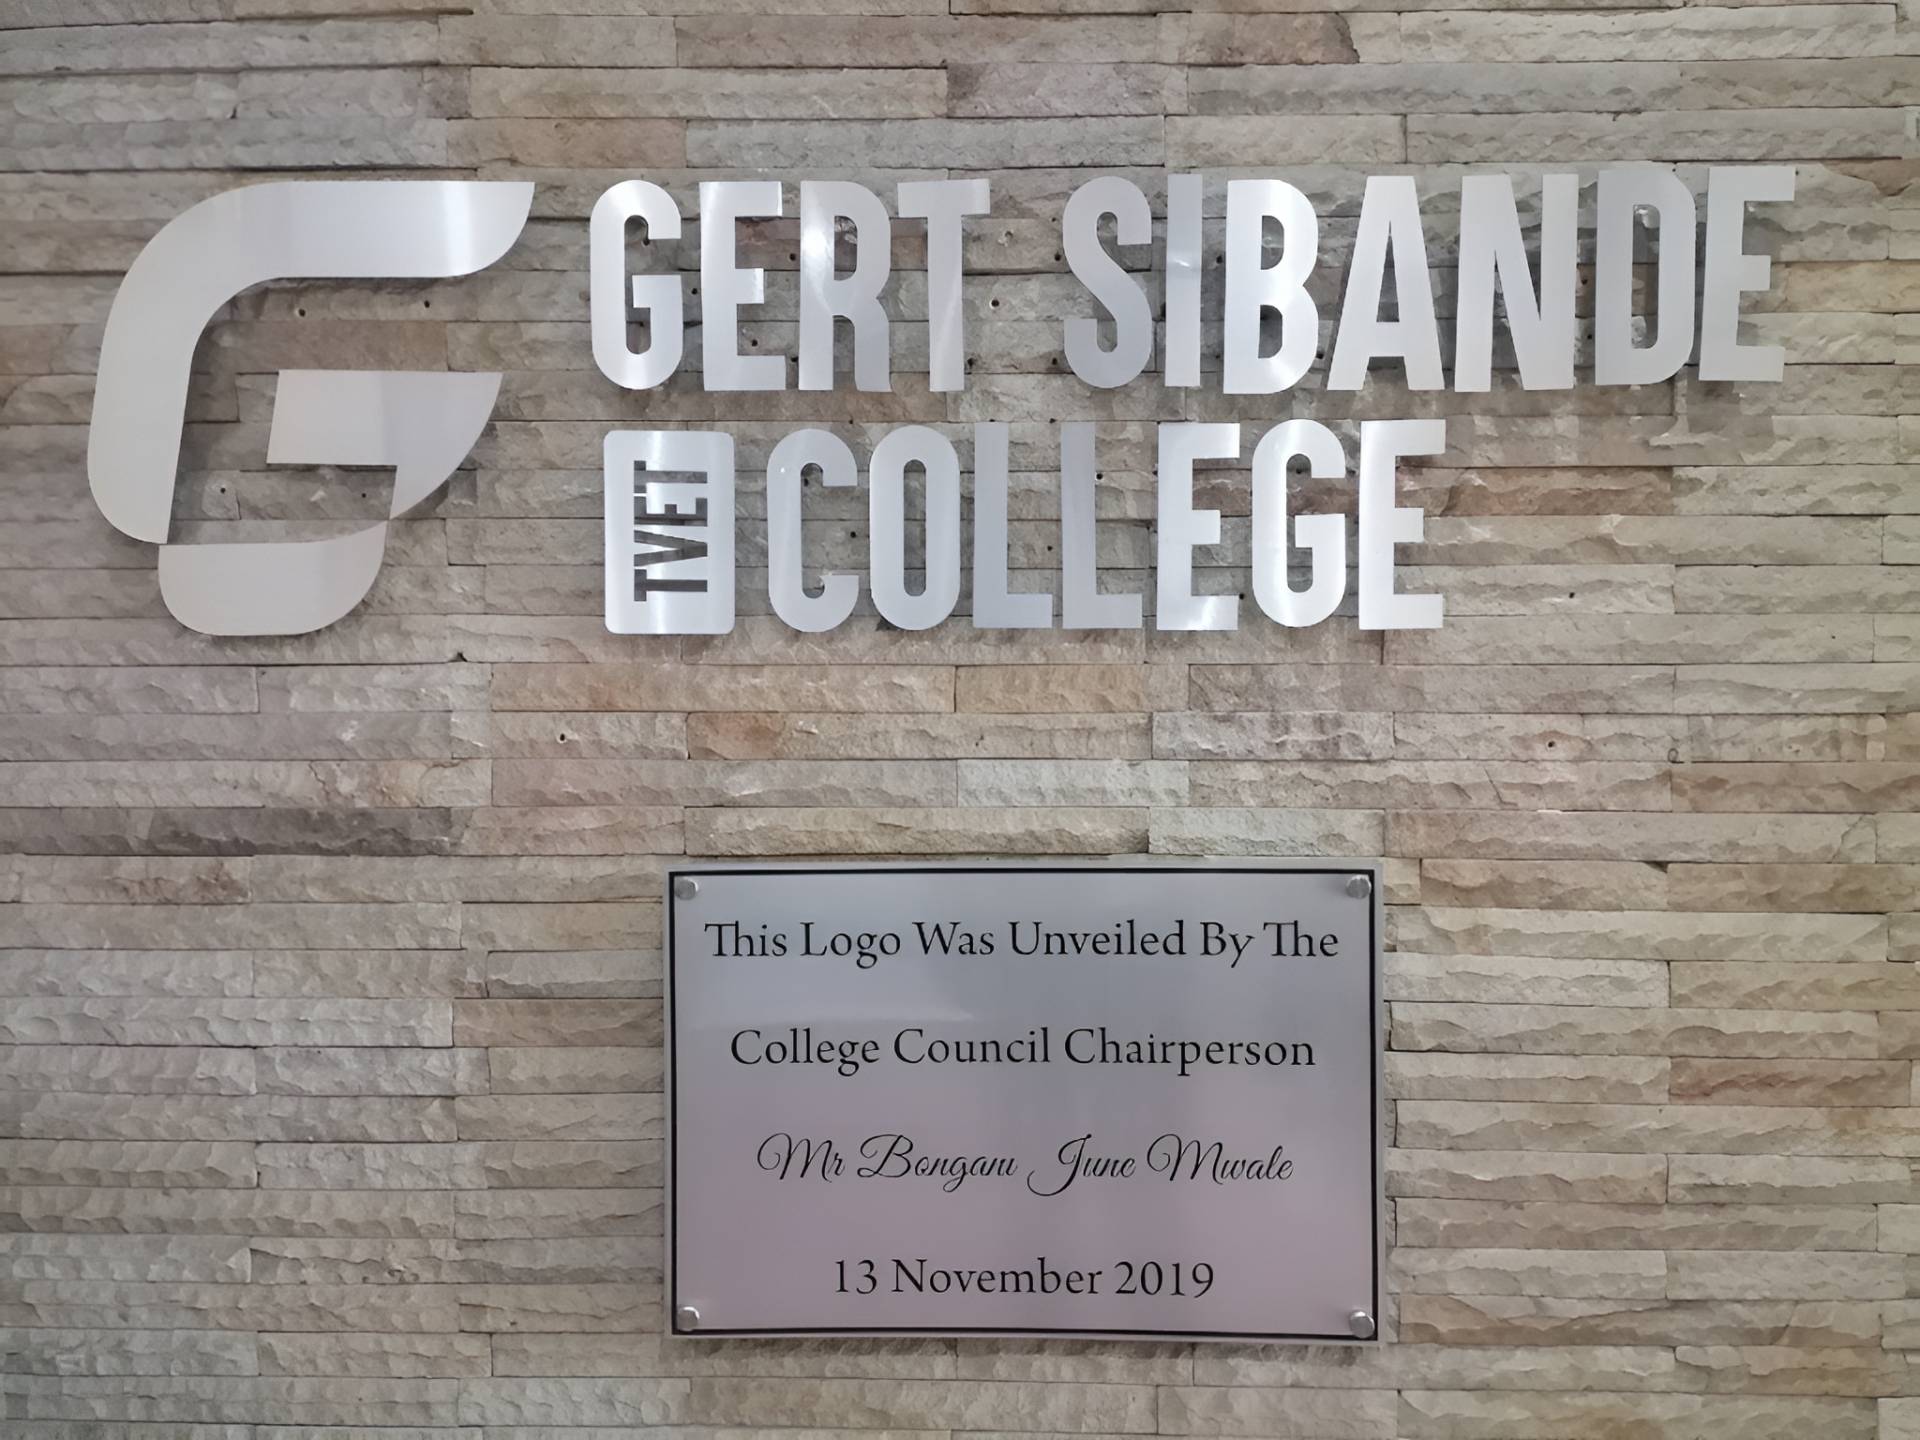 GERT SIBANDE
TVET COLLEGE
This Logo Was Unveiled By The
College Council Chairperson
Mr Bongani June Mwale
13 November 2019